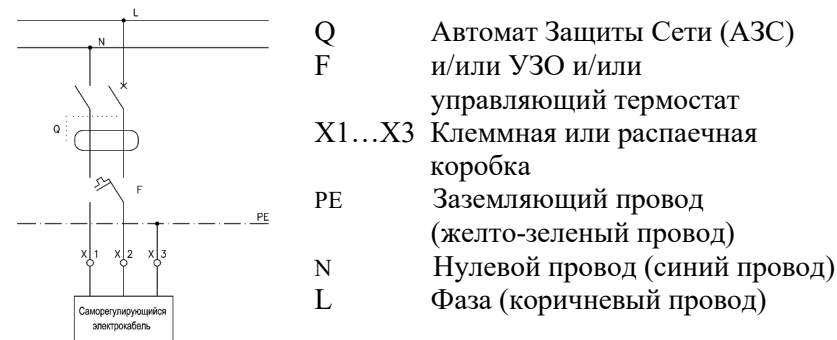 L
N
Q
F
PE
X 1 X 2 X 3
Саморегулирующийся
электрокабель
Q Автомат Защиты Сети (АЗС)
F и/или УЗО и/или
управляющий термостат
X1...X3 Клеммная или распаечная
коробка
PE Заземляющий провод
(желто-зеленый провод)
N Нулевой провод (синий провод)
L Фаза (коричневый провод)